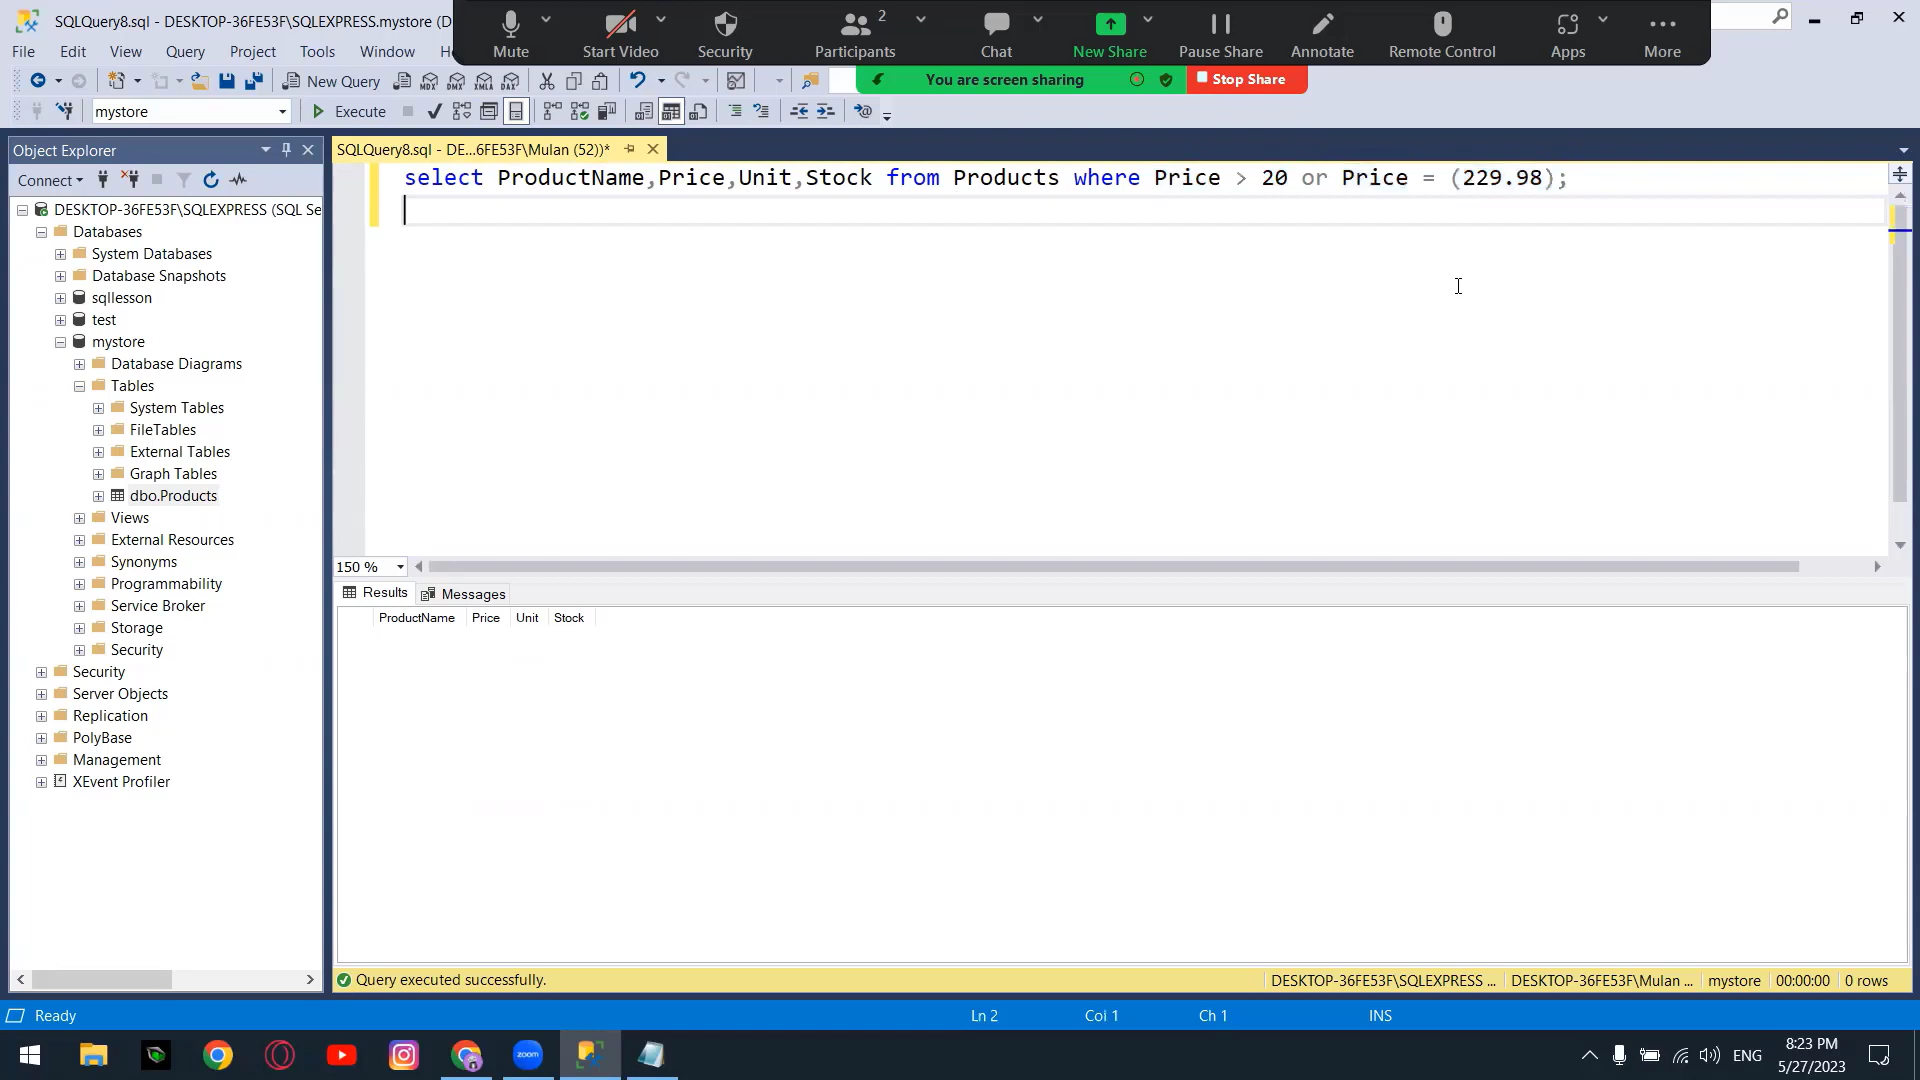 SQLQuery8.sql - DESKTOP-36FE53F\SQLEXPRESS.mystore (D
Mute
Start Video
Security
Participants
2
Chat
New Share
Pause Share
Annotate
Remote Control
Apps
More
File Edit View Query Project Tools Window H
You are screen sharing
Stop Share
New Query
MDX DMX XMLA DAX
mystore
Execute
Object Explorer
Connect
DESKTOP-36FE53F\SQLEXPRESS (SQL Se
Databases
System Databases
Database Snapshots
sqllesson
test
mystore
Database Diagrams
Tables
System Tables
FileTables
External Tables
Graph Tables
dbo.Products
Views
External Resources
Synonyms
Programmability
Service Broker
Storage
Security
Security
Server Objects
Replication
PolyBase
Management
XEvent Profiler
SQLQuery8.sql - DE...6FE53F\Mulan (52))*
select ProductName,Price,Unit,Stock from Products where Price > 20 or Price = (229.98);
150 %
Results Messages
ProductName Price Unit Stock
Query executed successfully.
DESKTOP-36FE53F\SQLEXPRESS ... DESKTOP-36FE53F\Mulan ... mystore 00:00:00 0 rows
Ready
Ln 2 Col 1 Ch 1 INS
zoom
ENG
8:23 PM
5/27/2023